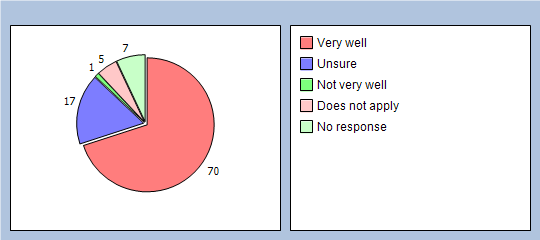 7
5
1
17
70
Very well
Unsure
Not very well
Does not apply
No response